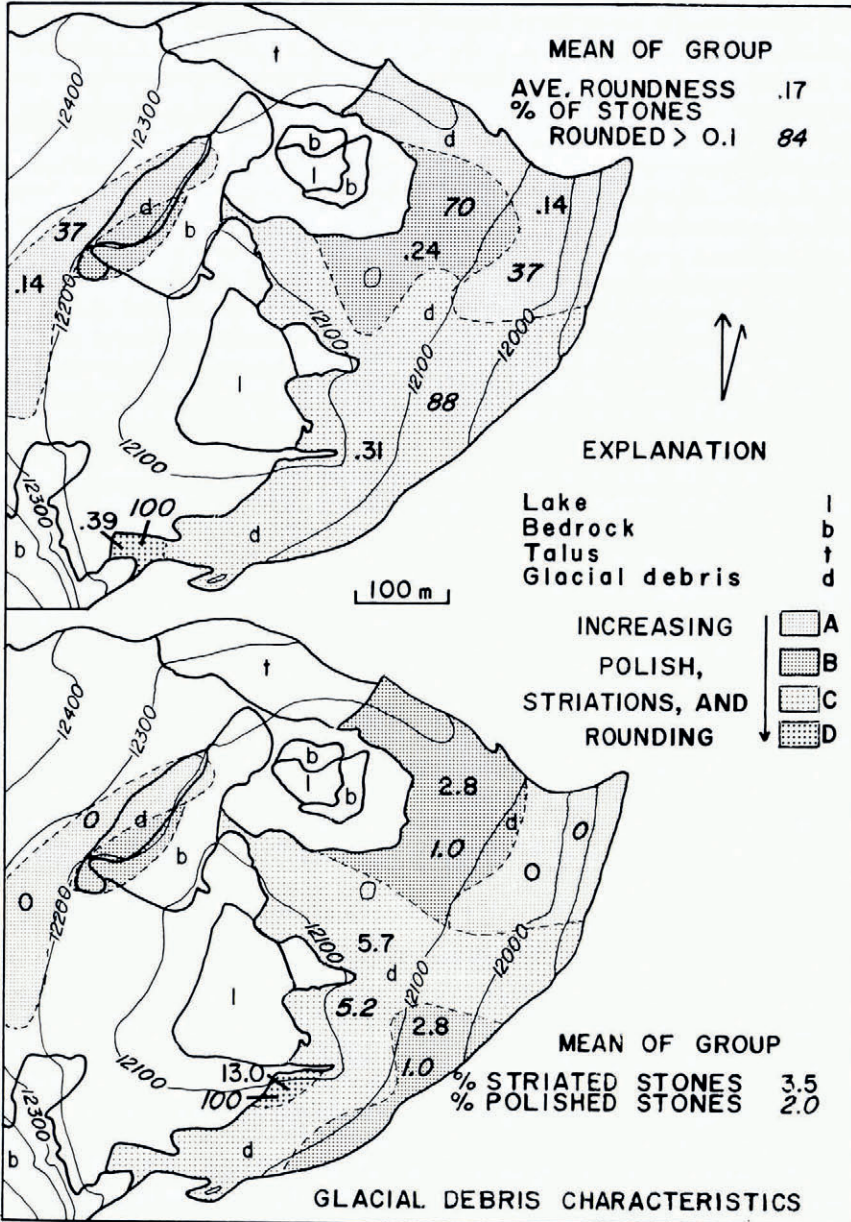 MEAN OF GROUP
AVE. ROUNDNESS .17
% OF STONES
ROUNDED > 0.1 84
t
12400
12300
b
l
b
d
d
b
37
.14
12200
70
.24
.14
37
d
12100
12000
88
12100
l
.31
12100
12300
b
.39
100
d
100 m
EXPLANATION
Lake l
Bedrock b
Talus t
Glacial debris d
INCREASING
POLISH,
STRIATIONS, AND
ROUNDING
A
B
C
D
t
12400
12300
b
l
b
2.8
1.0
d
0
0
0
d
b
0
12200
12100
5.7
d
5.2
12100
12000
l
2.8
1.0
12100
13.0
100
12300
b
d
MEAN OF GROUP
% STRIATED STONES 3.5
% POLISHED STONES 2.0
GLACIAL DEBRIS CHARACTERISTICS